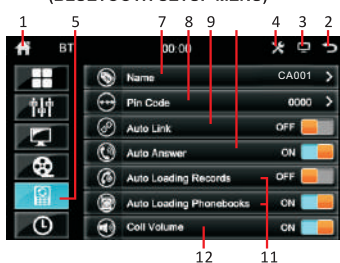 (BLUETOOTH SETUP MENU)
1 5 7 8 9 4 3 2
BT 00:00
Name CA001
Pin Code 0000
Auto Link OFF
Auto Answer ON
Auto Loading Records OFF
Auto Loading Phonebooks ON
Coll Volume ON
12 11